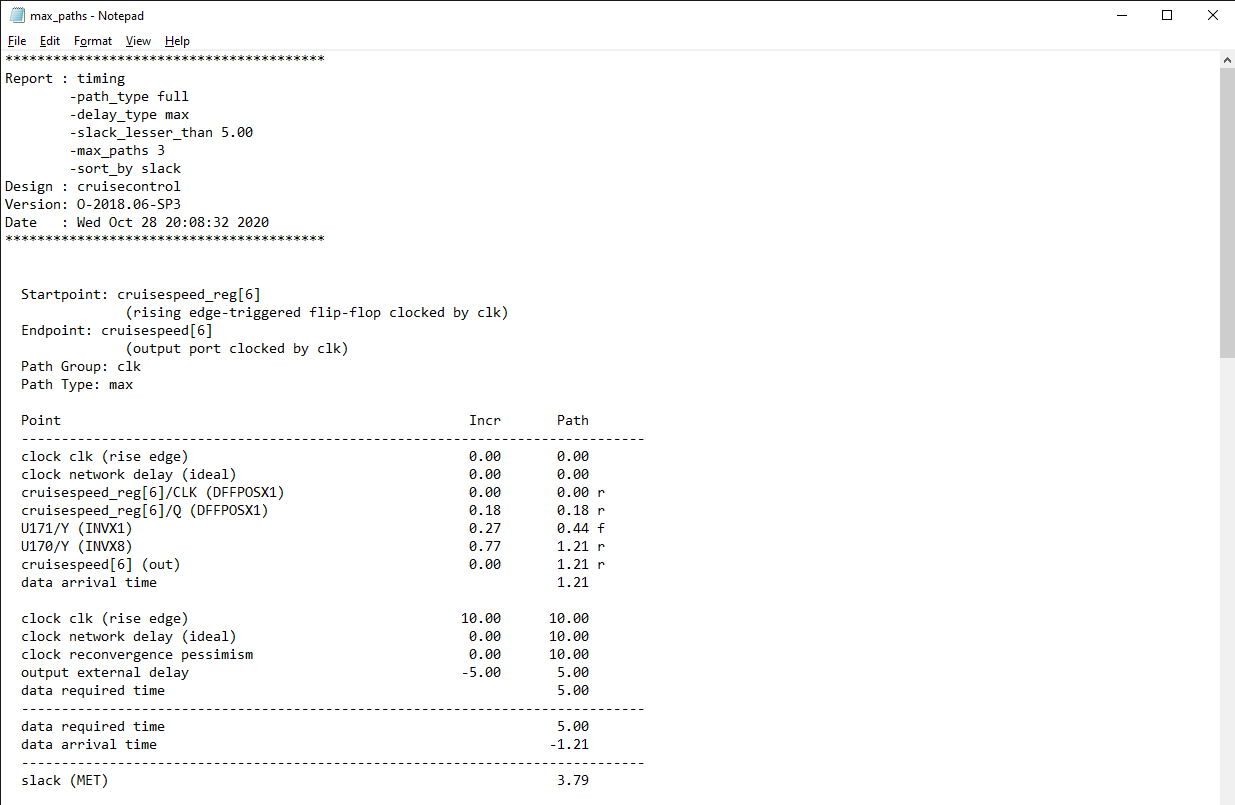 max_paths - Notepad
File Edit Format View Help
****************************************
Report : timing
        -path_type full
        -delay_type max
        -slack_lesser_than 5.00
        -max_paths 3
        -sort_by slack
Design : cruisecontrol
Version: O-2018.06-SP3
Date   : Wed Oct 28 20:08:32 2020
****************************************
  Startpoint: cruisespeed_reg[6]
               (rising edge-triggered flip-flop clocked by clk)
  Endpoint: cruisespeed[6]
               (output port clocked by clk)
  Path Group: clk
  Path Type: max
  Point                                                   Incr       Path
  ------------------------------------------------------------------------------
  clock clk (rise edge)                                   0.00       0.00
  clock network delay (ideal)                             0.00       0.00
  cruisespeed_reg[6]/CLK (DFFPOSX1)                       0.00       0.00 r
  cruisespeed_reg[6]/Q (DFFPOSX1)                         0.18       0.18 r
  U171/Y (INVX1)                                          0.27       0.44 f
  U170/Y (INVX8)                                          0.77       1.21 r
  cruisespeed[6] (out)                                    0.00       1.21 r
  data arrival time                                                  1.21
  clock clk (rise edge)                                  10.00      10.00
  clock network delay (ideal)                             0.00      10.00
  clock reconvergence pessimism                           0.00      10.00
  output external delay                                  -5.00       5.00
  data required time                                                 5.00
  ------------------------------------------------------------------------------
  data required time                                                 5.00
  data arrival time                                                 -1.21
  ------------------------------------------------------------------------------
  slack (MET)                                                        3.79